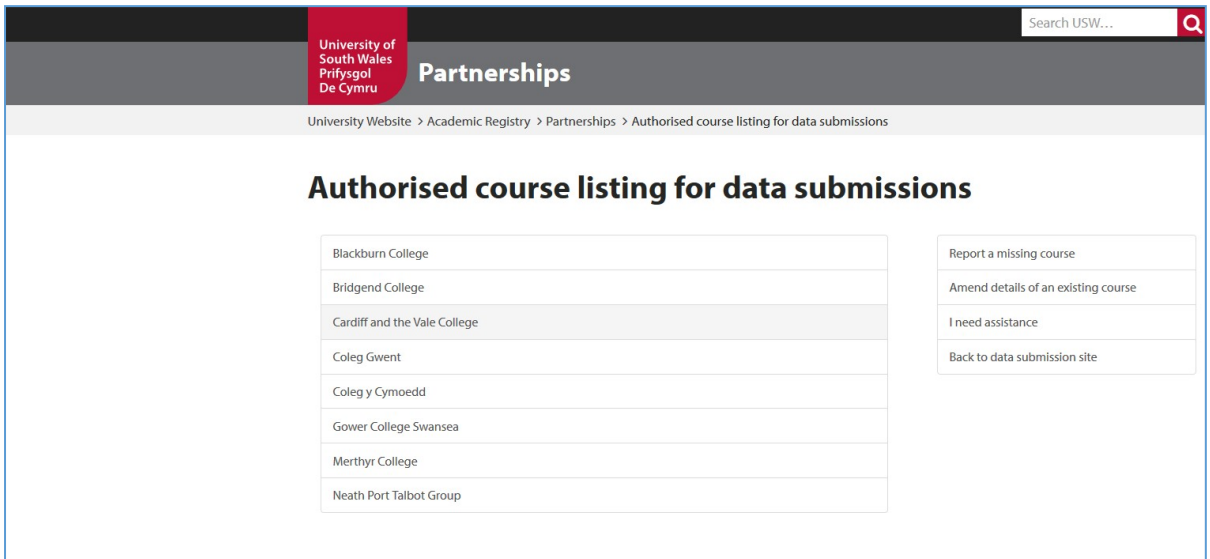 Search USW...
University of
South Wales
Prifysgol
De Cymru
Partnerships
University Website > Academic Registry > Partnerships > Authorised course listing for data submissions
Authorised course listing for data submissions
Blackburn College
Bridgend College
Cardiff and the Vale College
Coleg Gwent
Coleg y Cymoedd
Gower College Swansea
Merthyr College
Neath Port Talbot Group
Report a missing course
Amend details of an existing course
I need assistance
Back to data submission site